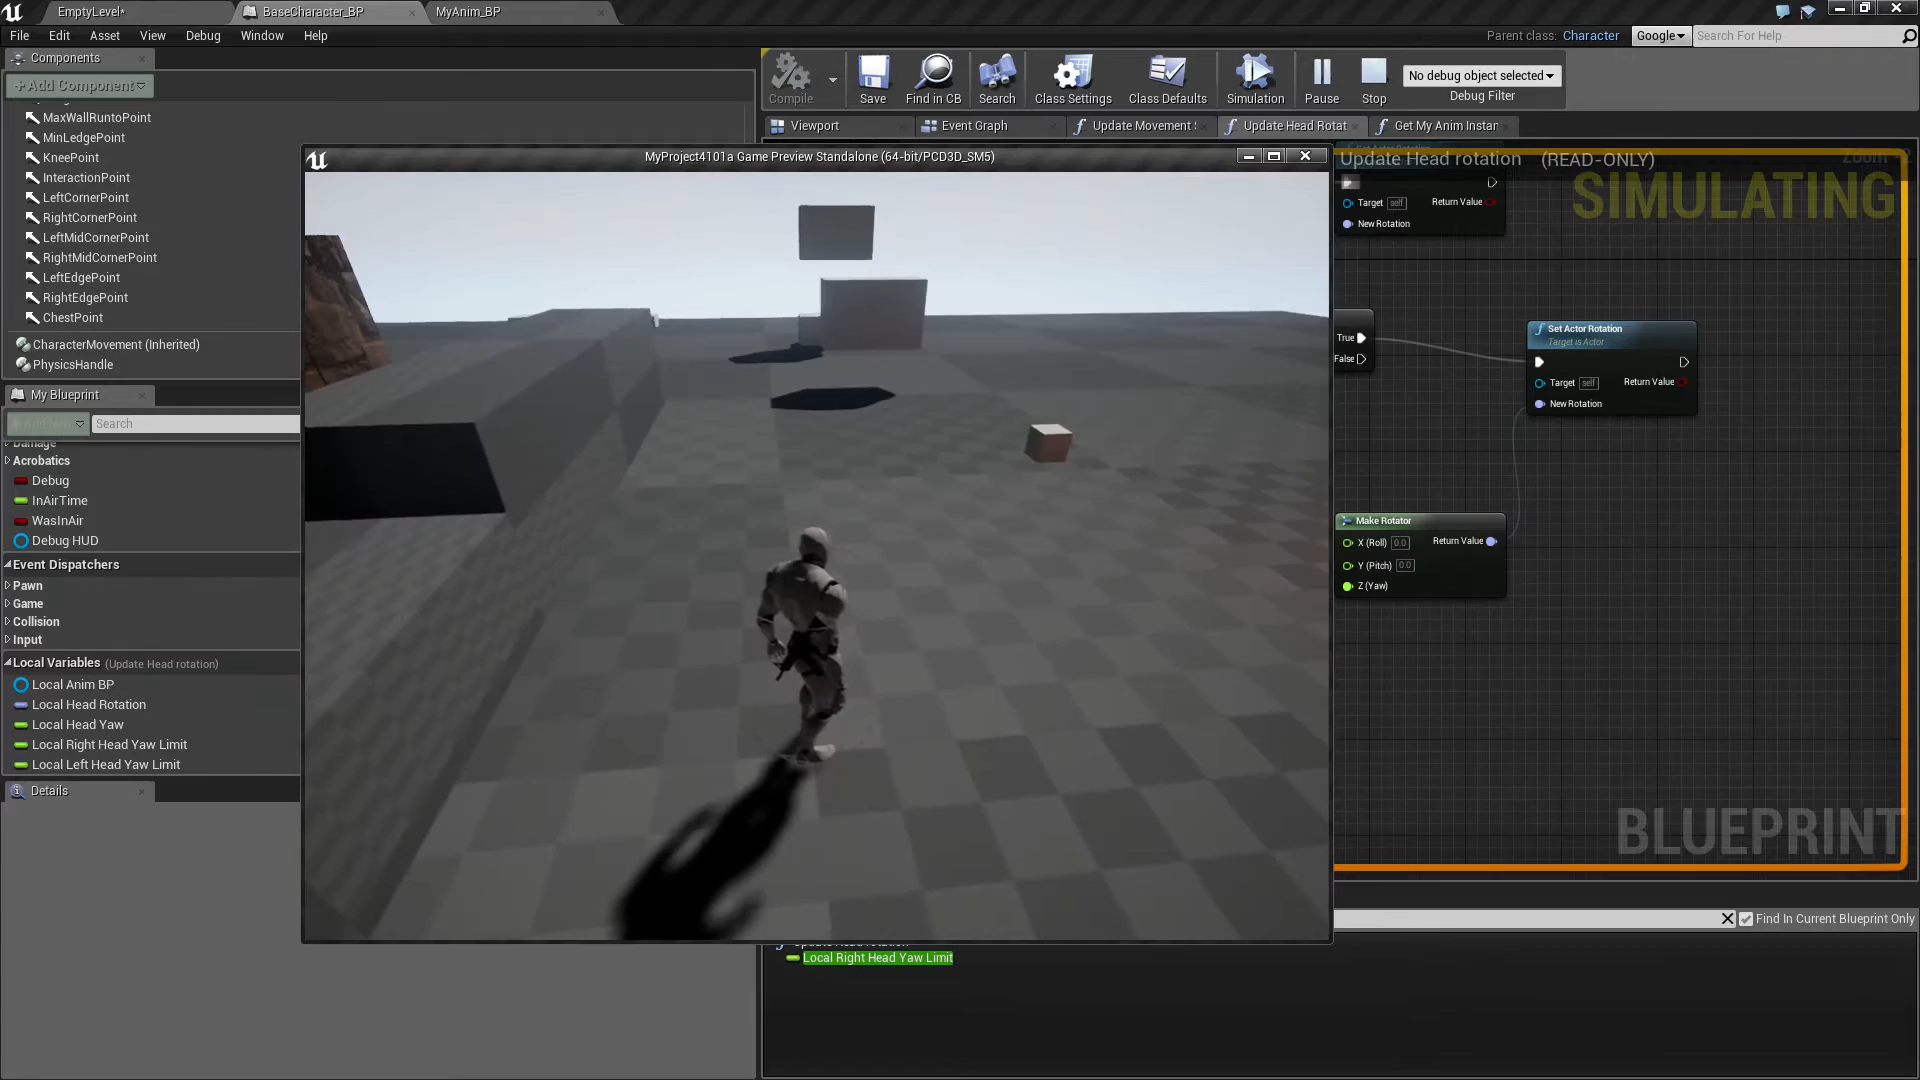 EmptyLevel*
BaseCharacter_BP
MyAnim_BP
File Edit Asset View Debug Window Help
Parent class: Character
Google
Search For Help
Components
+Add Component
MaxWallRuntoPoint
MinLedgePoint
KneePoint
InteractionPoint
LeftCornerPoint
RightCornerPoint
LeftMidCornerPoint
RightMidCornerPoint
LeftEdgePoint
RightEdgePoint
ChestPoint
CharacterMovement (Inherited)
PhysicsHandle
My Blueprint
Search
Damage
Acrobatics
Debug
InAirTime
WasInAir
Debug HUD
Event Dispatchers
Pawn
Game
Collision
Input
Local Variables (Update Head rotation)
Local Anim BP
Local Head Rotation
Local Head Yaw
Local Right Head Yaw Limit
Local Left Head Yaw Limit
Details
Compile
Save
Find in CB
Search
Class Settings
Class Defaults
Simulation
Pause
Stop
No debug object selected
Debug Filter
Viewport
Event Graph
Update Movement
Update Head Rotat
Get My Anim Instan
MyProject4101a Game Preview Standalone (64-bit/PCD3D_SM5)
Update Head rotation (READ-ONLY)
SIMULATING
Target self
Return Value
New Rotation
True
False
Set Actor Rotation
Target is Actor
Target self
Return Value
New Rotation
Make Rotator
X (Roll) 0.0
Return Value
Y (Pitch) 0.0
Z (Yaw)
BLUEPRINT
Find In Current Blueprint Only
Local Right Head Yaw Limit